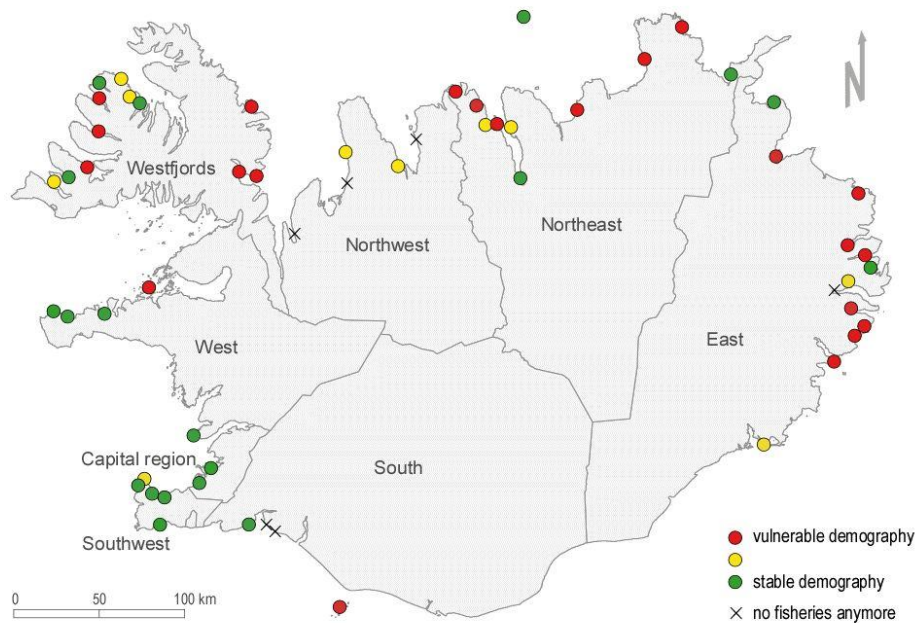 N
Westfjords
Northwest
Northeast
West
East
Capital region
South
Southwest
vulnerable demography
stable demography
no fisheries anymore
0 50 100 km